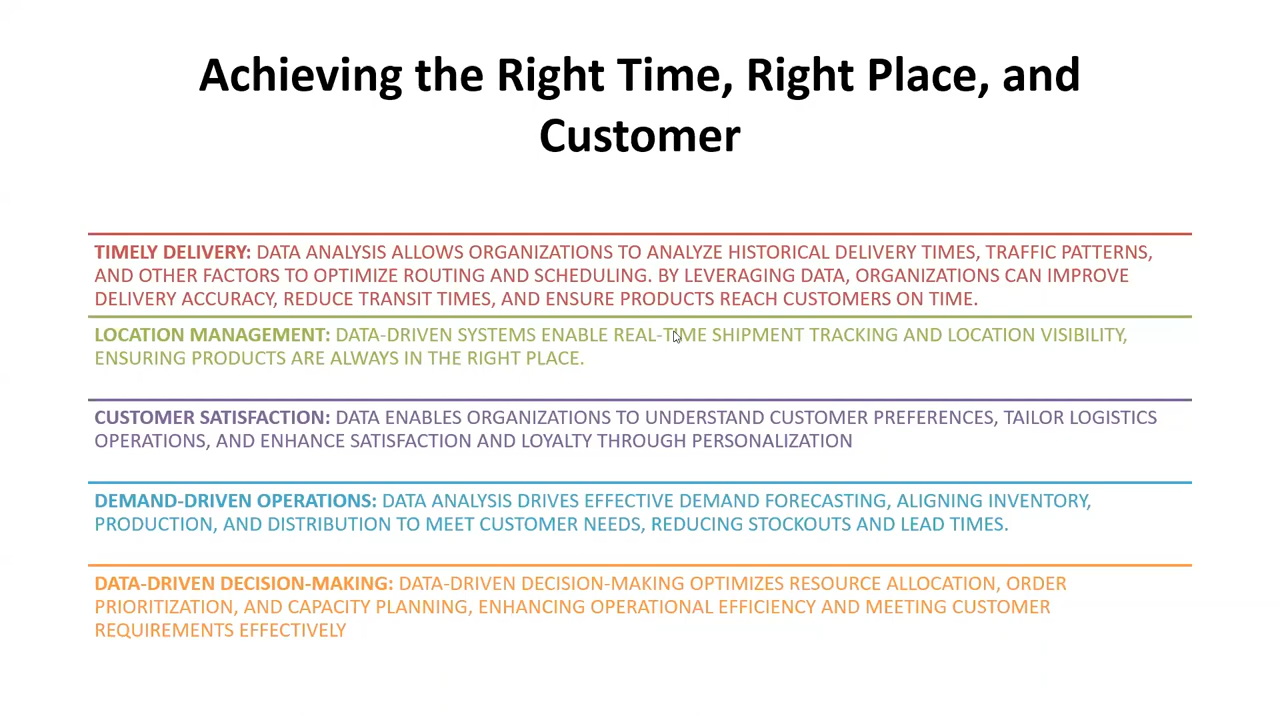 Achieving the Right Time, Right Place, and
Customer
TIMELY DELIVERY: DATA ANALYSIS ALLOWS ORGANIZATIONS TO ANALYZE HISTORICAL DELIVERY TIMES, TRAFFIC PATTERNS,
AND OTHER FACTORS TO OPTIMIZE ROUTING AND SCHEDULING. BY LEVERAGING DATA, ORGANIZATIONS CAN IMPROVE
DELIVERY ACCURACY, REDUCE TRANSIT TIMES, AND ENSURE PRODUCTS REACH CUSTOMERS ON TIME.
LOCATION MANAGEMENT: DATA-DRIVEN SYSTEMS ENABLE REAL-TIME SHIPMENT TRACKING AND LOCATION VISIBILITY,
ENSURING PRODUCTS ARE ALWAYS IN THE RIGHT PLACE.
CUSTOMER SATISFACTION: DATA ENABLES ORGANIZATIONS TO UNDERSTAND CUSTOMER PREFERENCES, TAILOR LOGISTICS
OPERATIONS, AND ENHANCE SATISFACTION AND LOYALTY THROUGH PERSONALIZATION
DEMAND-DRIVEN OPERATIONS: DATA ANALYSIS DRIVES EFFECTIVE DEMAND FORECASTING, ALIGNING INVENTORY,
PRODUCTION, AND DISTRIBUTION TO MEET CUSTOMER NEEDS, REDUCING STOCKOUTS AND LEAD TIMES.
DATA-DRIVEN DECISION-MAKING: DATA-DRIVEN DECISION-MAKING OPTIMIZES RESOURCE ALLOCATION, ORDER
PRIORITIZATION, AND CAPACITY PLANNING, ENHANCING OPERATIONAL EFFICIENCY AND MEETING CUSTOMER
REQUIREMENTS EFFECTIVELY